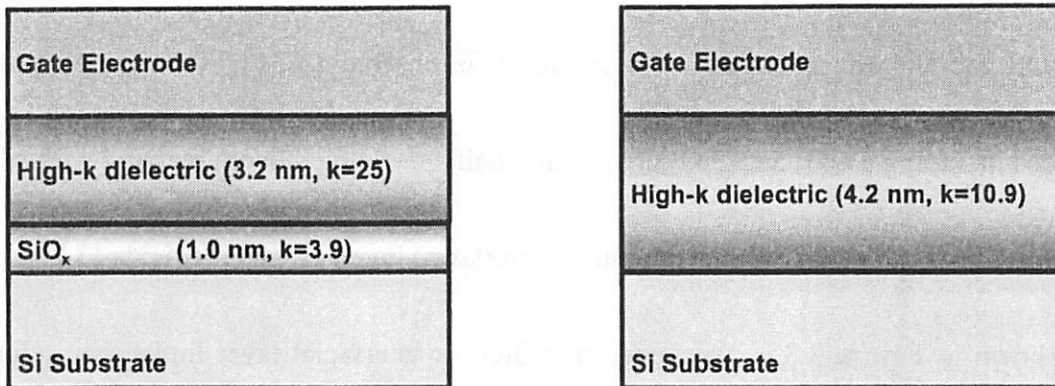 Gate Electrode
High-k dielectric (3.2 nm, k=25)
SiOx (1.0 nm, k=3.9)
Si Substrate
Gate Electrode
High-k dielectric (4.2 nm, k=10.9)
Si Substrate